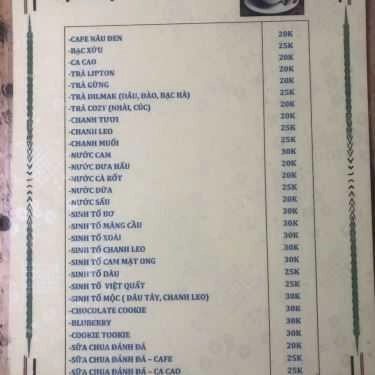 -CAFE NÂU ĐEN 20K
-BẠC XỬU 25K
-CA CAO 20K
-TRÀ LIPTON 20K
-TRÀ GỪNG 20K
-TRÀ DILMAK (DÂU, ĐÀO, BẠC HÀ) 25K
-TRÀ COZY (NHÀI, CÚC) 20K
-CHANH TƯƠI 20K
-CHANH LEO 25K
-CHANH MUỐI 25K
-NƯỚC CAM 30K
-NƯỚC DƯA HẤU 20K
-NƯỚC CÀ RỐT 20K
-NƯỚC DỪA 25K
-NƯỚC SẤU 20K
-SINH TỐ BƠ 30K
-SINH TỐ MÃNG CẦU 30K
-SINH TỐ XOÀI 30K
-SINH TỐ CHANH LEO 30K
-SINH TỐ CAM MẬT ONG 30K
-SINH TỐ DÂU 25K
-SINH TỐ VIỆT QUẤT 25K
-SINH TỐ MỘC ( DÂU TÂY, CHANH LEO) 30K
-CHOCOLATE COOKIE 30K
-BLUBERRY 30K
-COOKIE TOOKIE 30K
-SỮA CHUA ĐÁNH ĐÁ 20K
-SỮA CHUA ĐÁNH ĐÁ – CAFE 25K
-SỮA CHUA ĐÁNH ĐÁ – CA CAO 25K